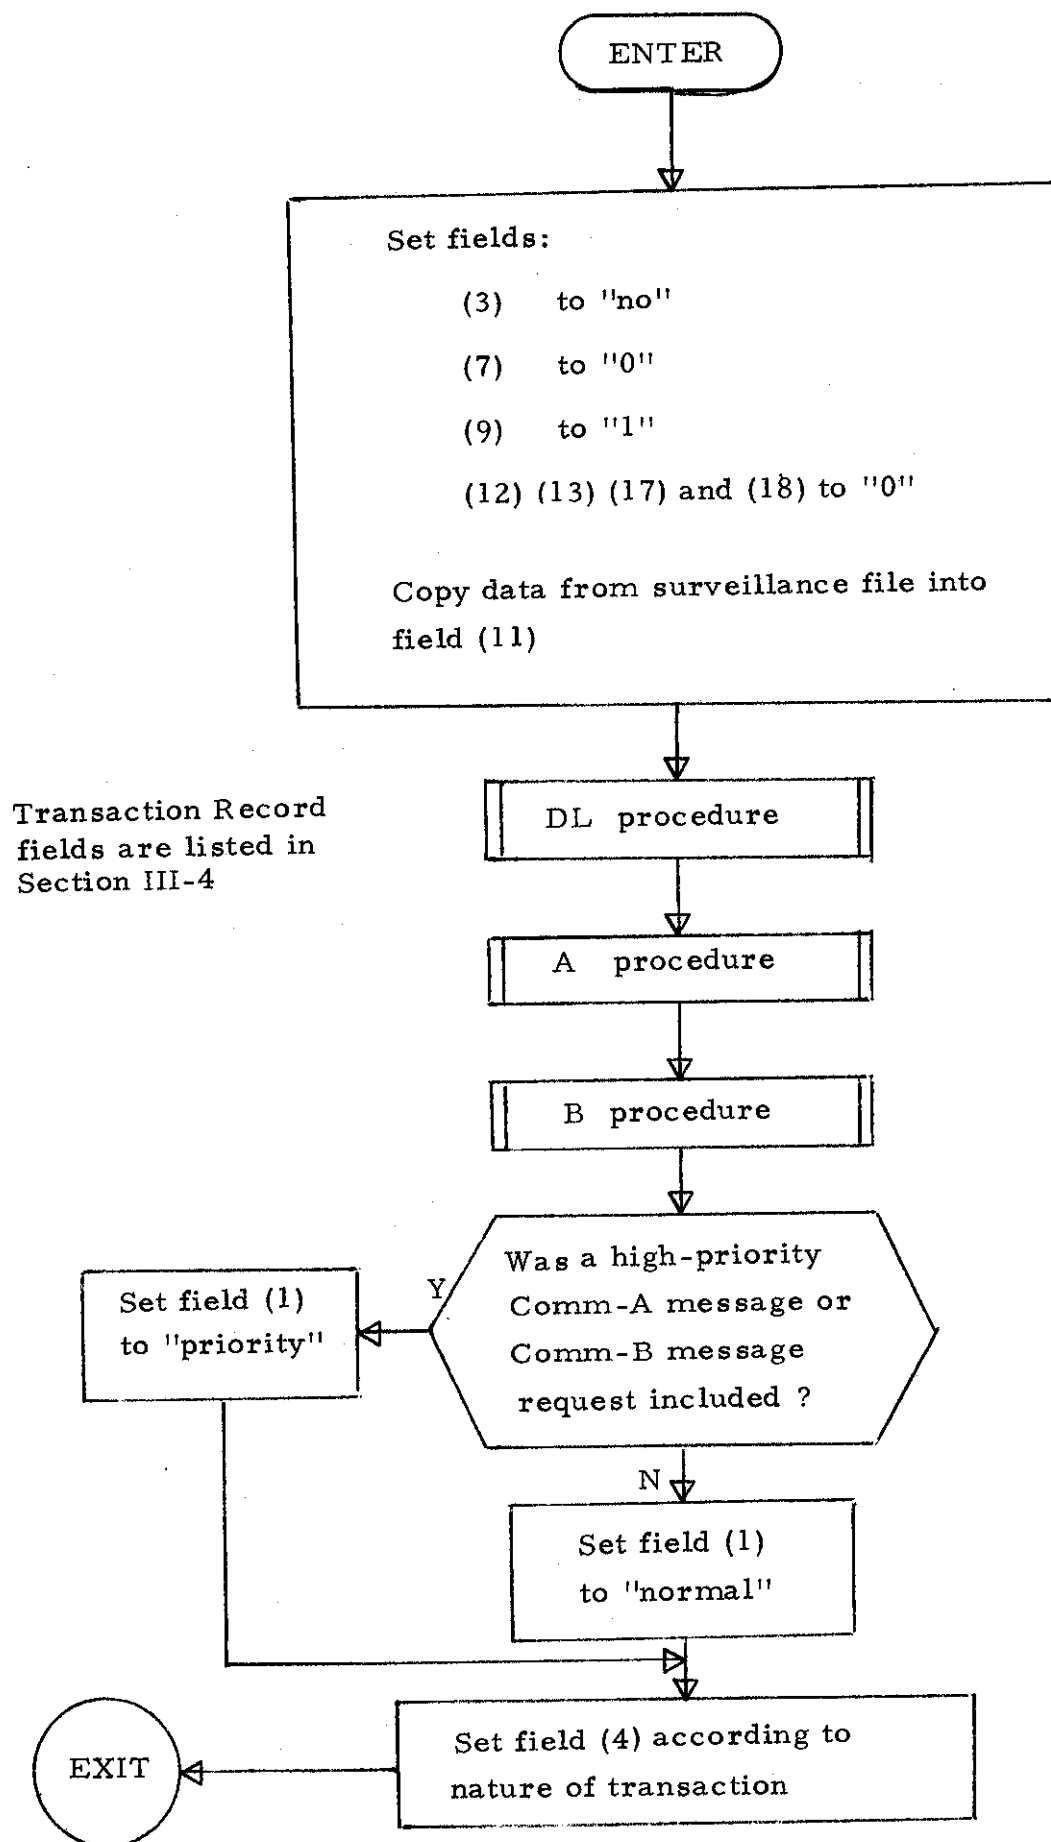 ENTER
Set fields:
(3) to "no"
(7) to "0"
(9) to "1"
(12) (13) (17) and (18) to "0"
Copy data from surveillance file into
field (11)
Transaction Record
fields are listed in
Section III-4
DL procedure
A procedure
B procedure
Was a high-priority
Comm-A message or
Comm-B message
request included ?
Y
Set field (1)
to "priority"
N
Set field (1)
to "normal"
Set field (4) according to
nature of transaction
EXIT